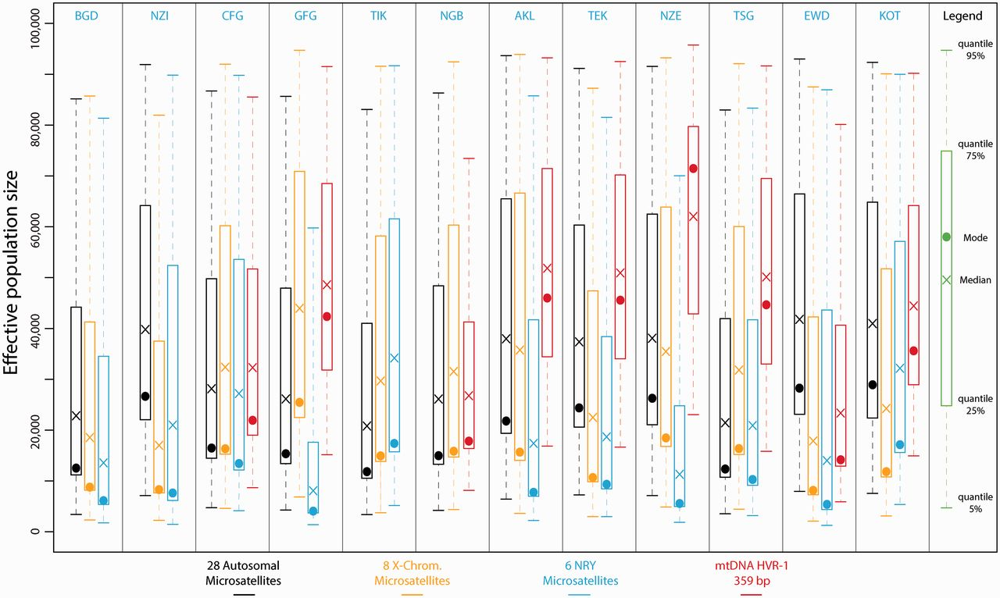 BGD NZI CFG GFG TIK NGB AKL TEK NZE TSG EWD KOT Legend
Effective population size
100,000
80,000
60,000
40,000
20,000
0
quantile
95%
quantile
75%
Mode
Median
quantile
25%
quantile
5%
28 Autosomal
Microsatellites
8 X-Chrom.
Microsatellites
6 NRY
Microsatellites
mtDNA HVR-1
359 bp